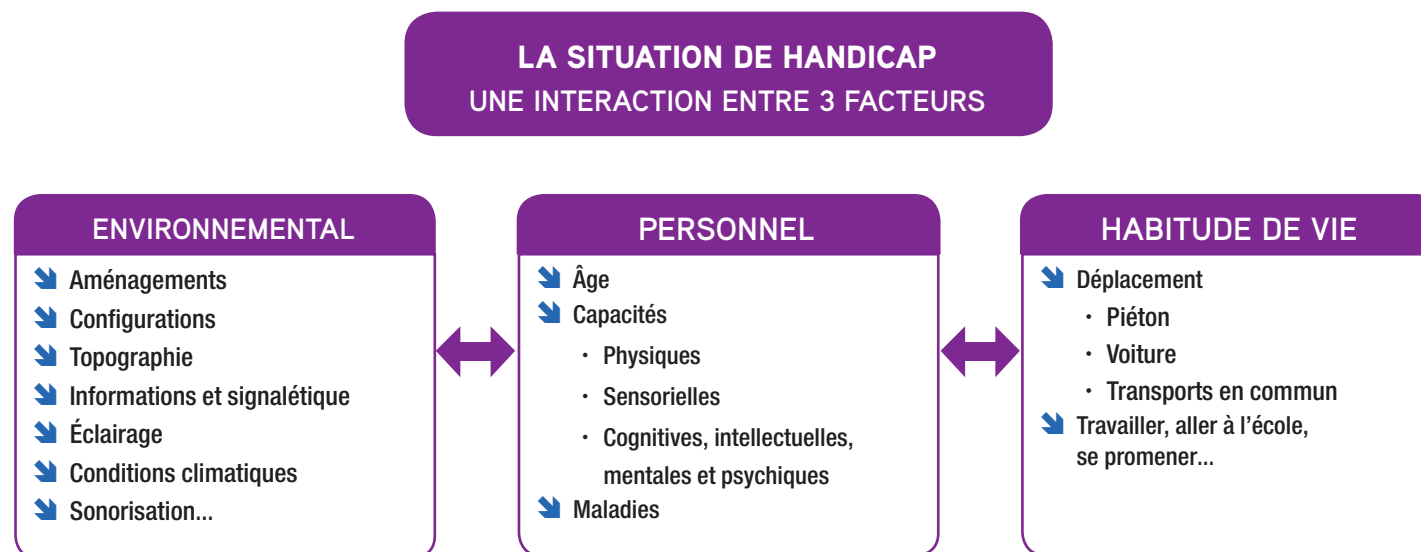 LA SITUATION DE HANDICAP
UNE INTERACTION ENTRE 3 FACTEURS
ENVIRONNEMENTAL
Aménagements
Configurations
Topographie
Informations et signalétique
Éclairage
Conditions climatiques
Sonorisation...
PERSONNEL
Âge
Capacités
• Physiques
• Sensorielles
• Cognitives, intellectuelles,
mentales et psychiques
Maladies
HABITUDE DE VIE
Déplacement
• Piéton
• Voiture
• Transports en commun
Travailler, aller à l’école,
se promener...